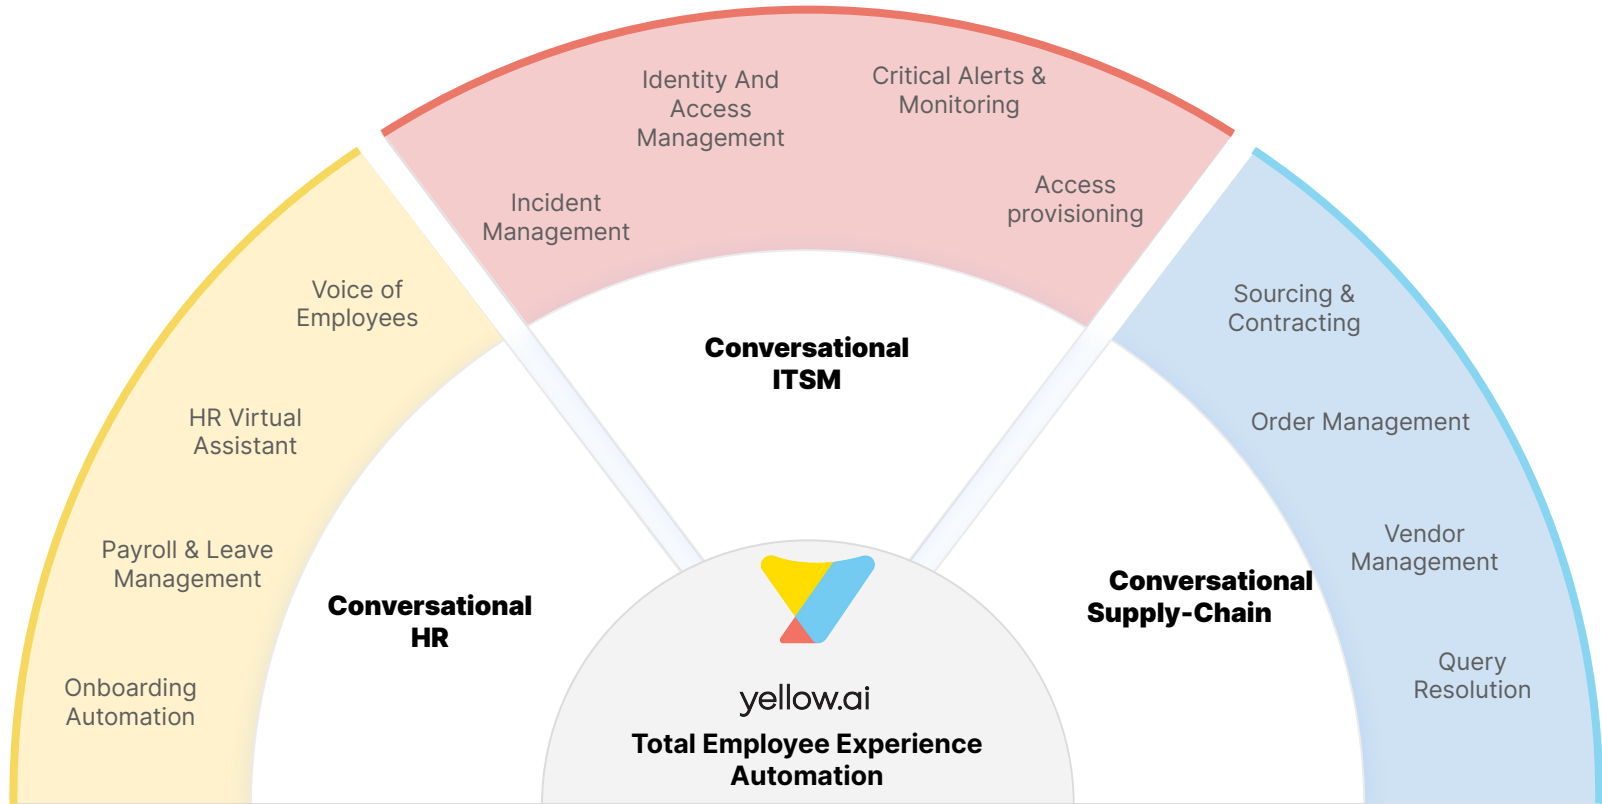 Identity And
Access
Management
Critical Alerts &
Monitoring
Incident
Management
Access
provisioning
Conversational
ITSM
Voice of
Employees
HR Virtual
Assistant
Payroll & Leave
Management
Onboarding
Automation
Conversational
HR
Sourcing &
Contracting
Order Management
Vendor
Management
Query
Resolution
Conversational
Supply-Chain
yellow.ai
Total Employee Experience
Automation